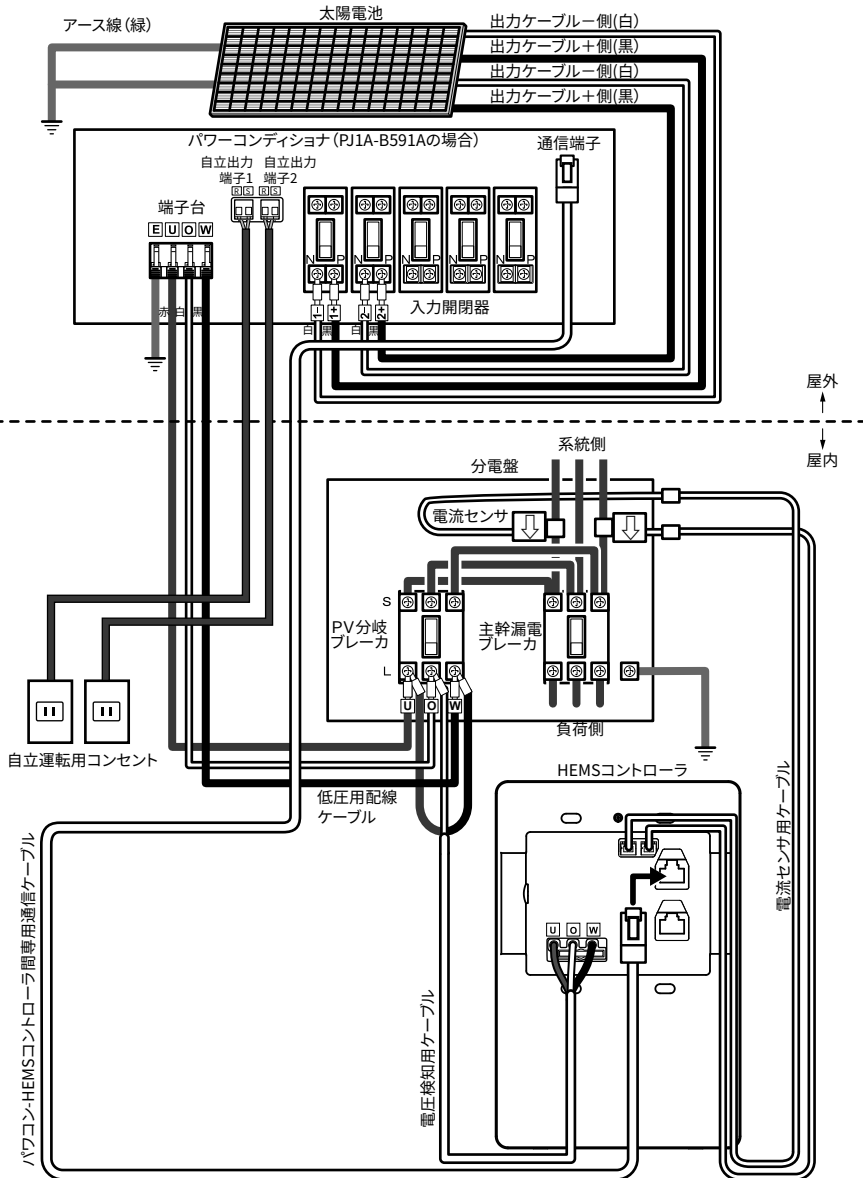 太陽電池
アース線（緑）
出力ケーブルー側(白)
出力ケーブル＋側(黒)
出力ケーブルー側(白)
出力ケーブル＋側(黒)
パワーコンディショナ（PJ1A-B591Aの場合）
通信端子
自立出力
端子1
自立出力
端子2
R S R S
端子台
E U O W
N P N P N P N P N P
赤 白 黒
1− 1+ 2− 2+
入力開閉器
白 黒 白 黒
屋外
屋内
系統側
分電盤
電流センサ
S
PV分岐
ブレーカ
主幹漏電
ブレーカ
L
U O W
負荷側
自立運転用コンセント
低圧用配線
ケーブル
HEMSコントローラ
電流センサ用ケーブル
パワコン-HEMSコントローラ間専用通信ケーブル
電圧検知用ケーブル
U O W